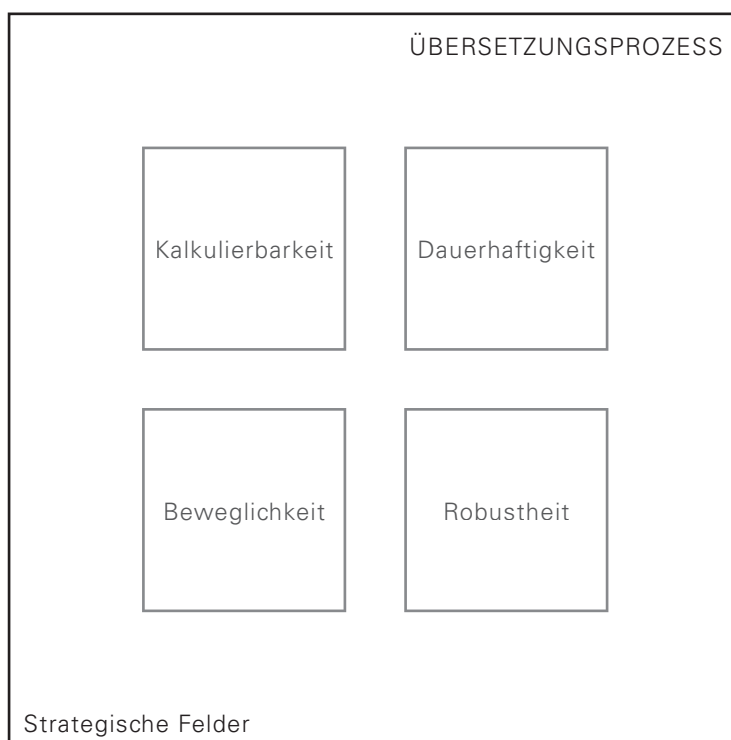 ÜBERSETZUNGSPROZESS
Kalkulierbarkeit
Dauerhaftigkeit
Beweglichkeit
Robustheit
Strategische Felder